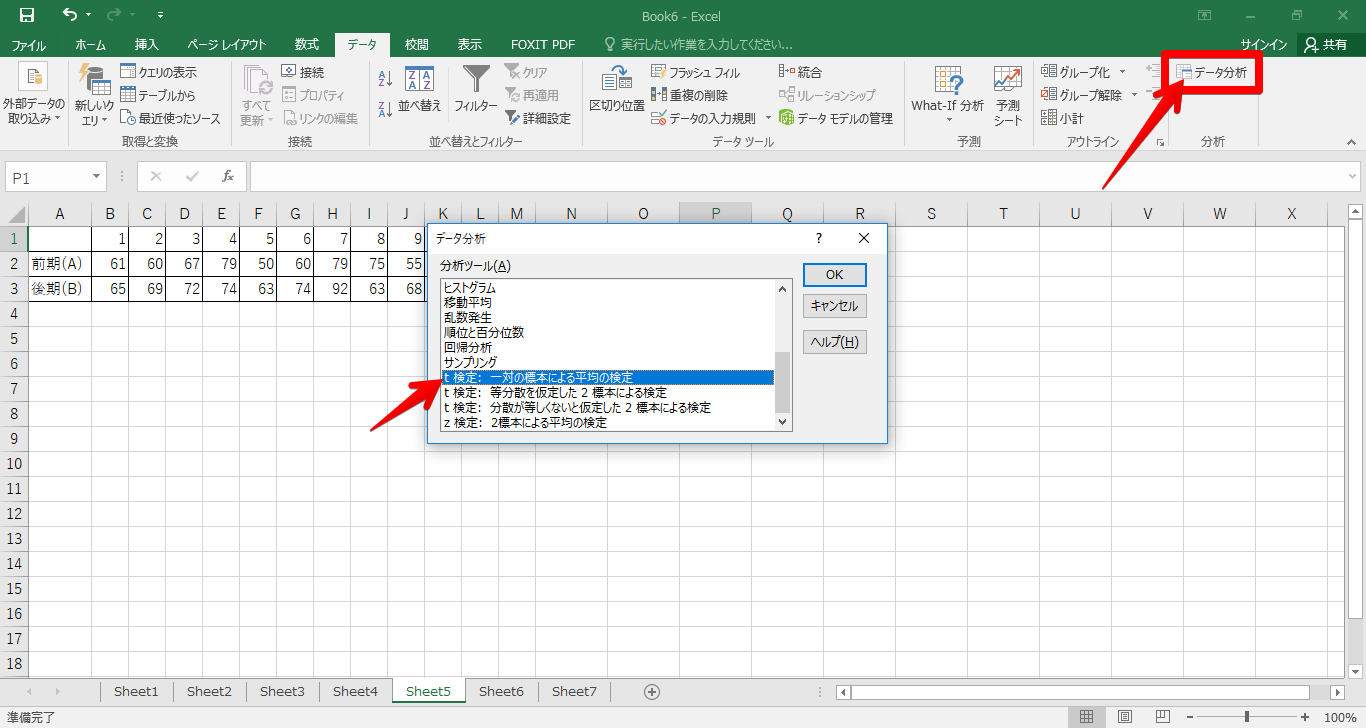 Book6 - Excel
ファイル ホーム 挿入 ページ レイアウト 数式 データ 校閲 表示 FOXIT PDF 実行したい作業を入力してください... サインイン 共有
外部データの
取り込み
新しいク
エリ
クエリの表示
テーブルから
最近使ったソース
取得と変換
すべて
更新
接続
プロパティ
リンクの編集
接続
並べ替え
フィルター
クリア
再適用
詳細設定
並べ替えとフィルター
区切り位置
フラッシュ フィル
重複の削除
データの入力規則
統合
リレーションシップ
データ モデルの管理
データ ツール
What-If 分析
予測
シート
予測
グループ化
グループ解除
小計
アウトライン
データ分析
分析
P1
fx
A B C D E F G H I J K L M N O P Q R S T U V W X
1 1 2 3 4 5 6 7 8 9
2 前期(A) 61 60 67 79 50 60 79 75 55
3 後期(B) 65 69 72 74 63 74 92 63 68
4
5
6
7
8
9
10
11
12
13
14
15
16
17
18
データ分析 ?
分析ツール(A)
ヒストグラム
移動平均
乱数発生
順位と百分位数
回帰分析
サンプリング
t 検定: 一対の標本による平均の検定
t 検定: 等分散を仮定した 2 標本による検定
t 検定: 分散が等しくないと仮定した 2 標本による検定
z 検定: 2標本による平均の検定
OK
キャンセル
ヘルプ(H)
Sheet1 Sheet2 Sheet3 Sheet4 Sheet5 Sheet6 Sheet7
準備完了
100%